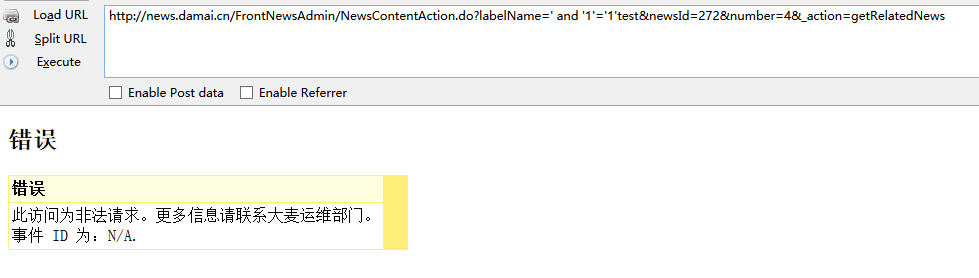 Load URL
http://news.damai.cn/FrontNewsAdmin/NewsContentAction.do?labelName=' and '1'='1'test&newsId=272&number=4&_action=getRelatedNews
Split URL
Execute
Enable Post data Enable Referrer
错误
错误
此访问为非法请求。更多信息请联系大麦运维部门。
事件 ID 为：N/A.